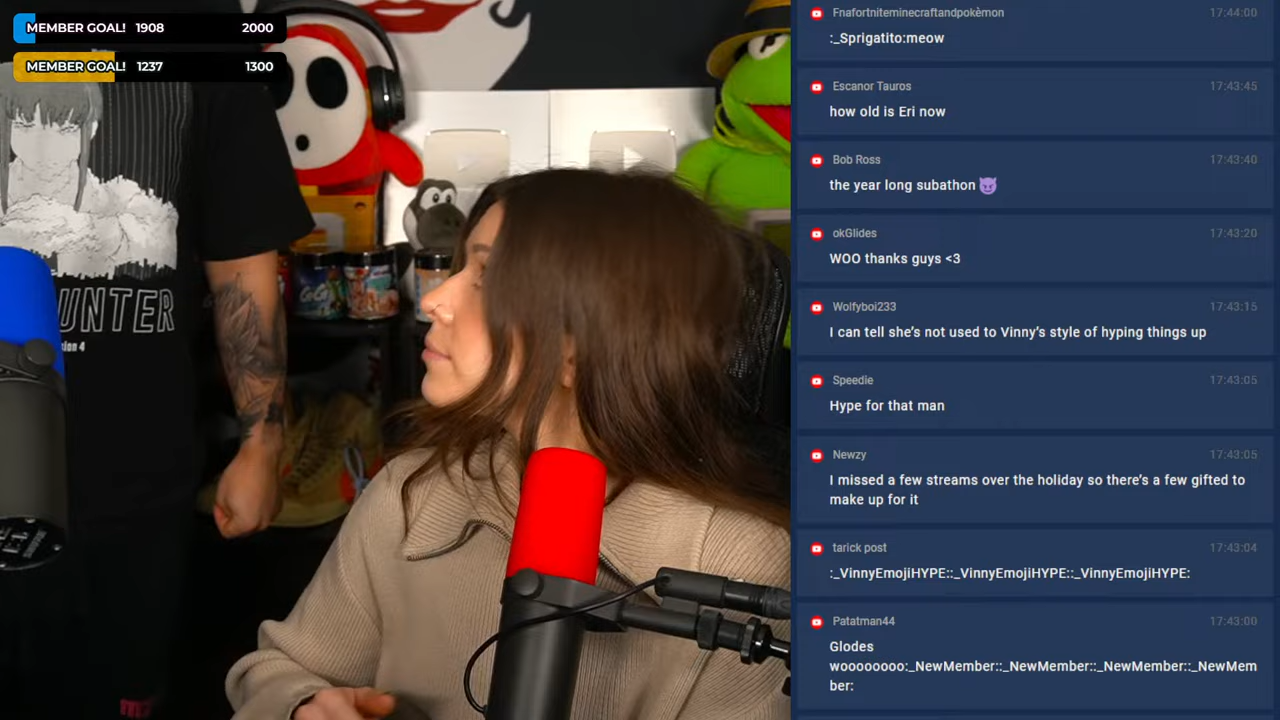 MEMBER GOAL! 1908 2000
MEMBER GOAL! 1237 1300
UNTER
sion 4
GG
Fnafortniteminecraftandpokèmon 17:44:00
:_Sprigatito:meow
Escanor Tauros 17:43:45
how old is Eri now
Bob Ross 17:43:40
the year long subathon 😈
okGlides 17:43:20
WOO thanks guys <3
Wolfyboi233 17:43:15
I can tell she's not used to Vinny's style of hyping things up
Speedie 17:43:05
Hype for that man
Newzy 17:43:05
I missed a few streams over the holiday so there's a few gifted to
make up for it
tarick post 17:43:04
:_VinnyEmojiHYPE::_VinnyEmojiHYPE::_VinnyEmojiHYPE:
Patatman44 17:43:00
Glodes
woooooooo:_NewMember::_NewMember::_NewMember::_NewMem
ber: